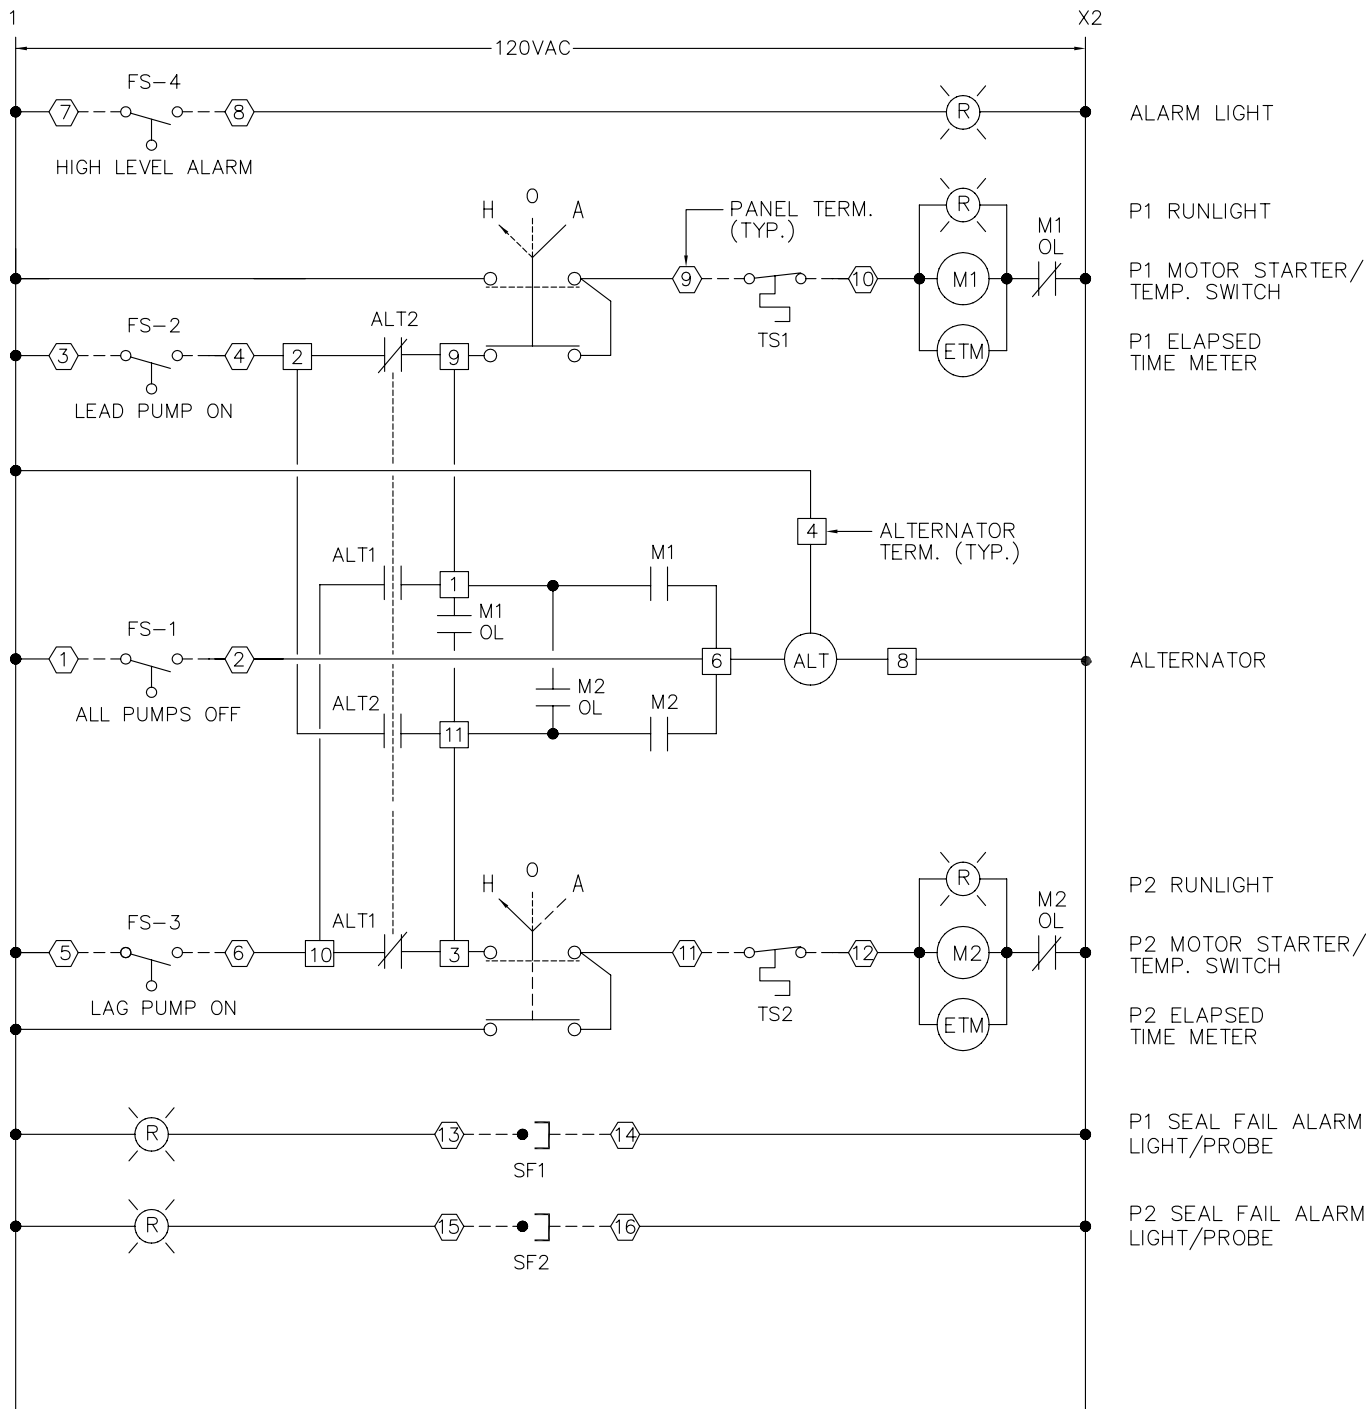 1 X2
120VAC
FS-4
7 8 R ALARM LIGHT
HIGH LEVEL ALARM
H O A PANEL TERM.
(TYP.)
R P1 RUNLIGHT
M1
OL
9 10 M1 P1 MOTOR STARTER/
TEMP. SWITCH
TS1
FS-2 ALT2
3 4 2 9 ETM P1 ELAPSED
TIME METER
LEAD PUMP ON
4 ALTERNATOR
TERM. (TYP.)
ALT1 1 M1
M1
OL
FS-1
1 2 6 ALT 8 ALTERNATOR
ALL PUMPS OFF
M2
OL
ALT2 11 M2
H O A
R P2 RUNLIGHT
M2
OL
FS-3 ALT1
5 6 10 3 11 12 M2 P2 MOTOR STARTER/
TEMP. SWITCH
LAG PUMP ON
TS2
ETM P2 ELAPSED
TIME METER
R 13 14 P1 SEAL FAIL ALARM
LIGHT/PROBE
SF1
R 15 16 P2 SEAL FAIL ALARM
LIGHT/PROBE
SF2